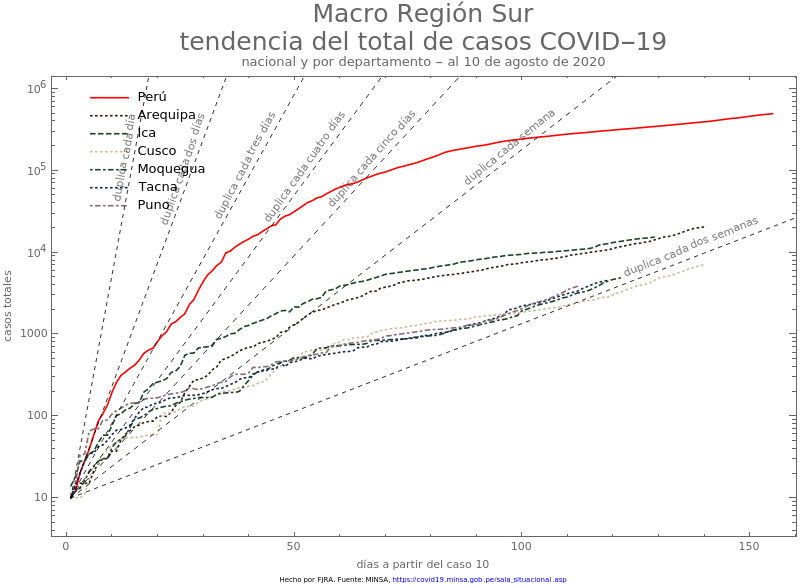 Macro Región Sur
tendencia del total de casos COVID–19
nacional y por departamento – al 10 de agosto de 2020
Perú
Arequipa
Ica
Cusco
Moquegua
Tacna
Puno
duplica cada día
duplica cada dos días
duplica cada tres días
duplica cada cuatro días
duplica cada cinco días
duplica cada semana
duplica cada dos semanas
casos totales
10^6
10^5
10^4
1000
100
10
0 50 100 150
días a partir del caso 10
Hecho por FJRA. Fuente: MINSA, https://covid19.minsa.gob.pe/sala_situacional.asp